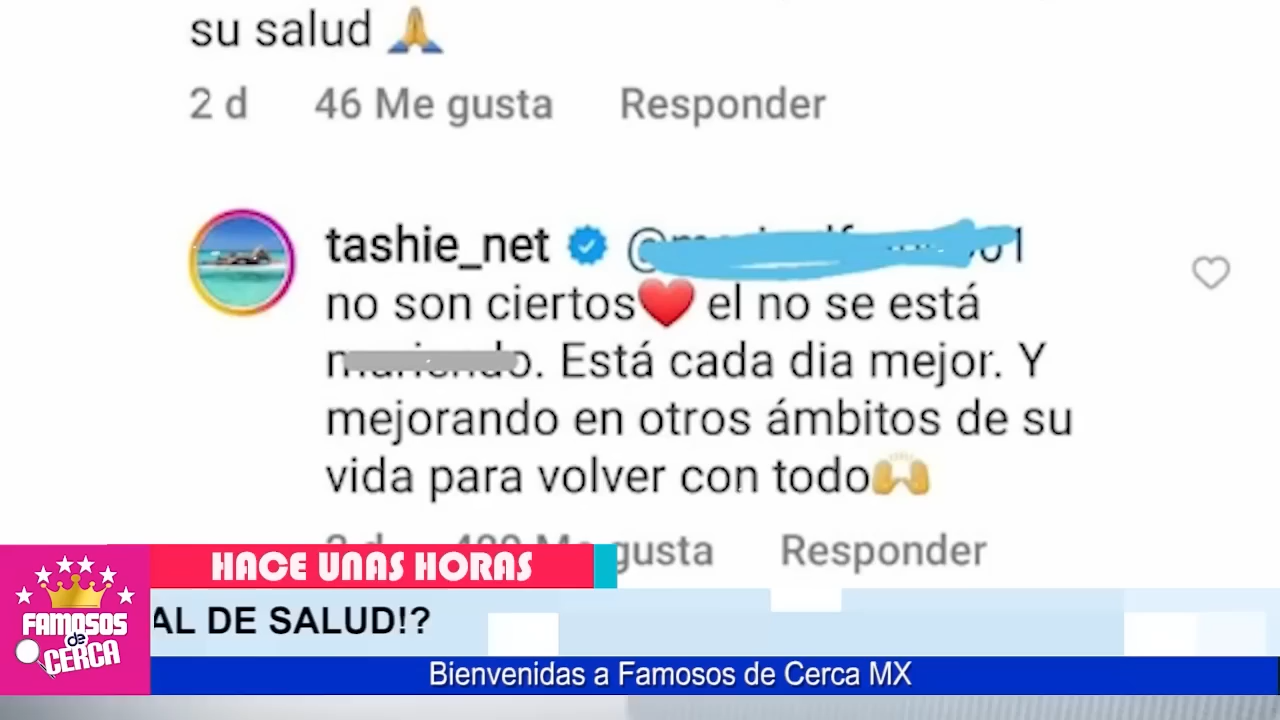 su salud 🙏
2 d 46 Me gusta Responder
tashie_net
no son ciertos❤️ el no se está
Está cada dia mejor. Y
mejorando en otros ámbitos de su
vida para volver con todo🙌
gusta Responder
HACE UNAS HORAS
AL DE SALUD!?
FAMOSOS
de
CERCA
Bienvenidas a Famosos de Cerca MX